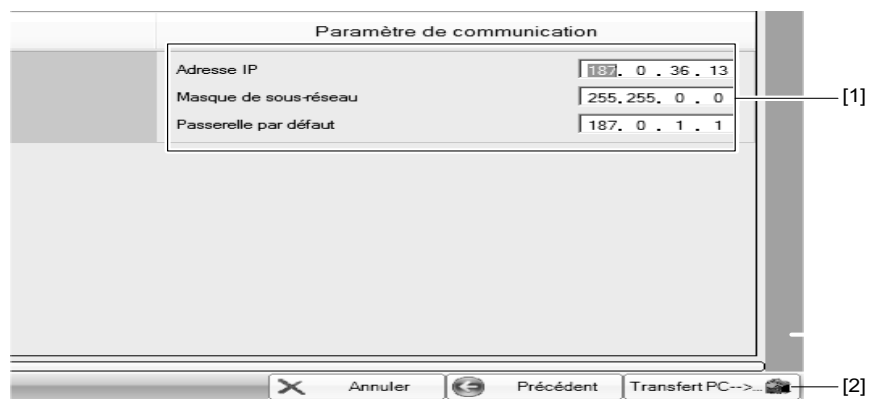 Paramètre de communication
Adresse IP 187. 0 . 36 . 13
Masque de sous-réseau 255.255. 0 . 0
[1]
Passerelle par défaut 187. 0 . 1 . 1
Annuler Précédent Transfert PC-->...
[2]